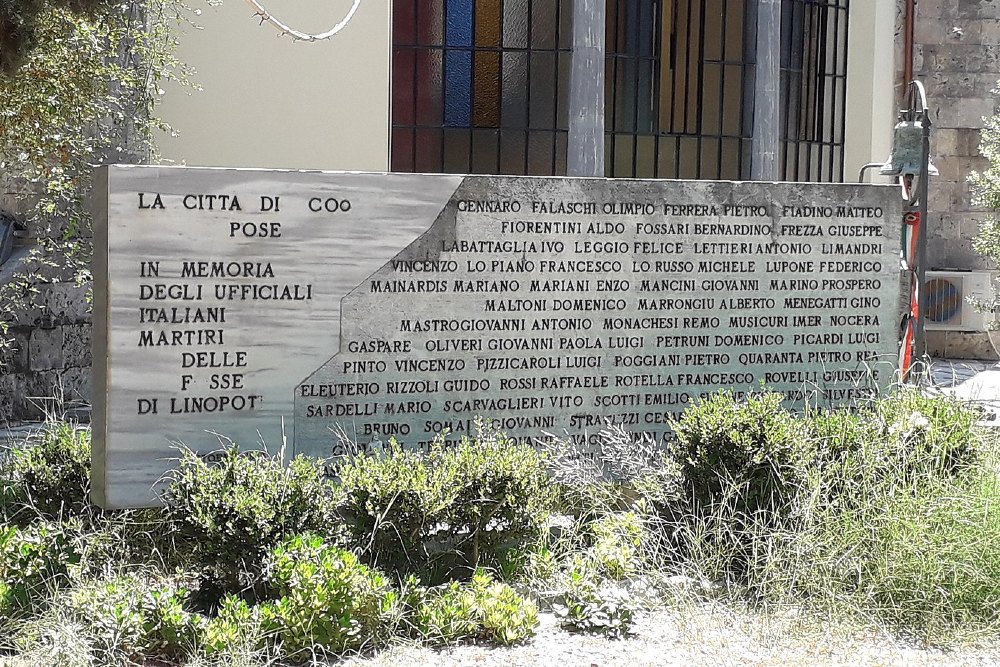 LA CITTA DI COO
POSE
IN MEMORIA
DEGLI UFFICIALI
ITALIANI
MARTIRI
DELLE
F SSE
DI LINOPOT
GENNARO FALASCHI OLIMPIO FERRERA PIETRO FIADINO MATTEO
FIORENTINI ALDO FOSSARI BERNARDINO FREZZA GIUSEPPE
LABATTAGLIA IVO LEGGIO FELICE LETTIERI ANTONIO LIMANDRI
VINCENZO LO PIANO FRANCESCO LO RUSSO MICHELE LUPONE FEDERICO
MAINARDIS MARIANO MARIANI ENZO MANCINI GIOVANNI MARINO PROSPERO
MALTONI DOMENICO MARRONGIU ALBERTO MENEGATTI GINO
MASTROGIOVANNI ANTONIO MONACHESI REMO MUSICURI IMER NOCERA
GASPARE OLIVERI GIOVANNI PAOLA LUIGI PETRUNI DOMENICO PICARDI LUIGI
PINTO VINCENZO PIZZICAROLI LUIGI POGGIANI PIETRO QUARANTA PIETRO REA
ELEUTERIO RIZZOLI GUIDO ROSSI RAFFAELE ROTELLA FRANCESCO ROVELLI GIUSEPPE
SARDELLI MARIO SCARVAGLIERI VITO SCOTTI EMILIO
BRUNO